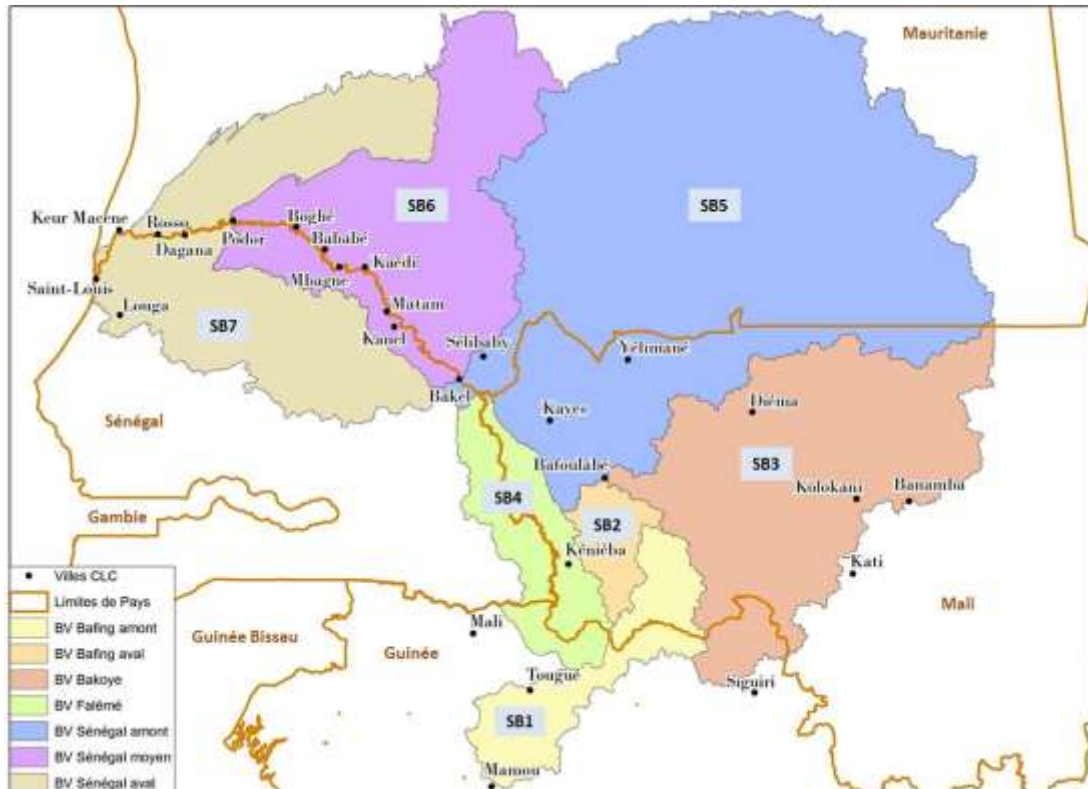 Mauritanie
SB6
SB5
Keur Macene
Rosso
Dagana
Podor
Boghé
Bababé
Mbagne
Kaédi
Saint-Louis
Louga
SB7
Matam
Kanel
Sélibaby
Yélimané
Bakel
Sénégal
Kayes
Diéma
Bafoulabé
SB3
SB4
Kolokani
Banamba
Gambie
SB2
Kéniéba
Kati
Mali
Mali
Guinée Bissau
Guinée
Tougué
Siguiri
SB1
Mamou
Villes CLC
Limites de Pays
BV Bafing amont
BV Bafing aval
BV Bakoye
BV Falémé
BV Sénégal amont
BV Sénégal moyen
BV Sénégal aval